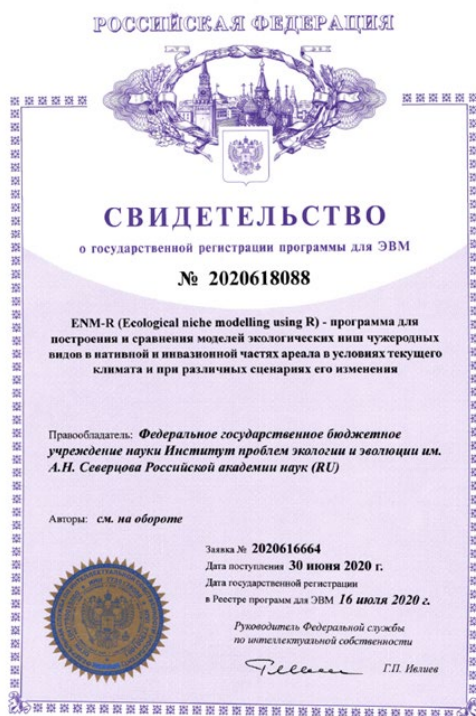 РОССИЙСКАЯ ФЕДЕРАЦИЯ
СВИДЕТЕЛЬСТВО
о государственной регистрации программы для ЭВМ
№ 2020618088
ENM-R (Ecological niche modelling using R) - программа для
построения и сравнения моделей экологических ниш чужеродных
видов в нативной и инвазионной частях ареала в условиях текущего
климата и при различных сценариях его изменения
Правообладатель: Федеральное государственное бюджетное
учреждение науки Институт проблем экологии и эволюции им.
А.Н. Северцова Российской академии наук (RU)
Авторы: см. на обороте
Заявка № 2020616664
Дата поступления 30 июня 2020 г.
Дата государственной регистрации
в Реестре программ для ЭВМ 16 июля 2020 г.
Руководитель Федеральной службы
по интеллектуальной собственности
Г.П. Ивлиев